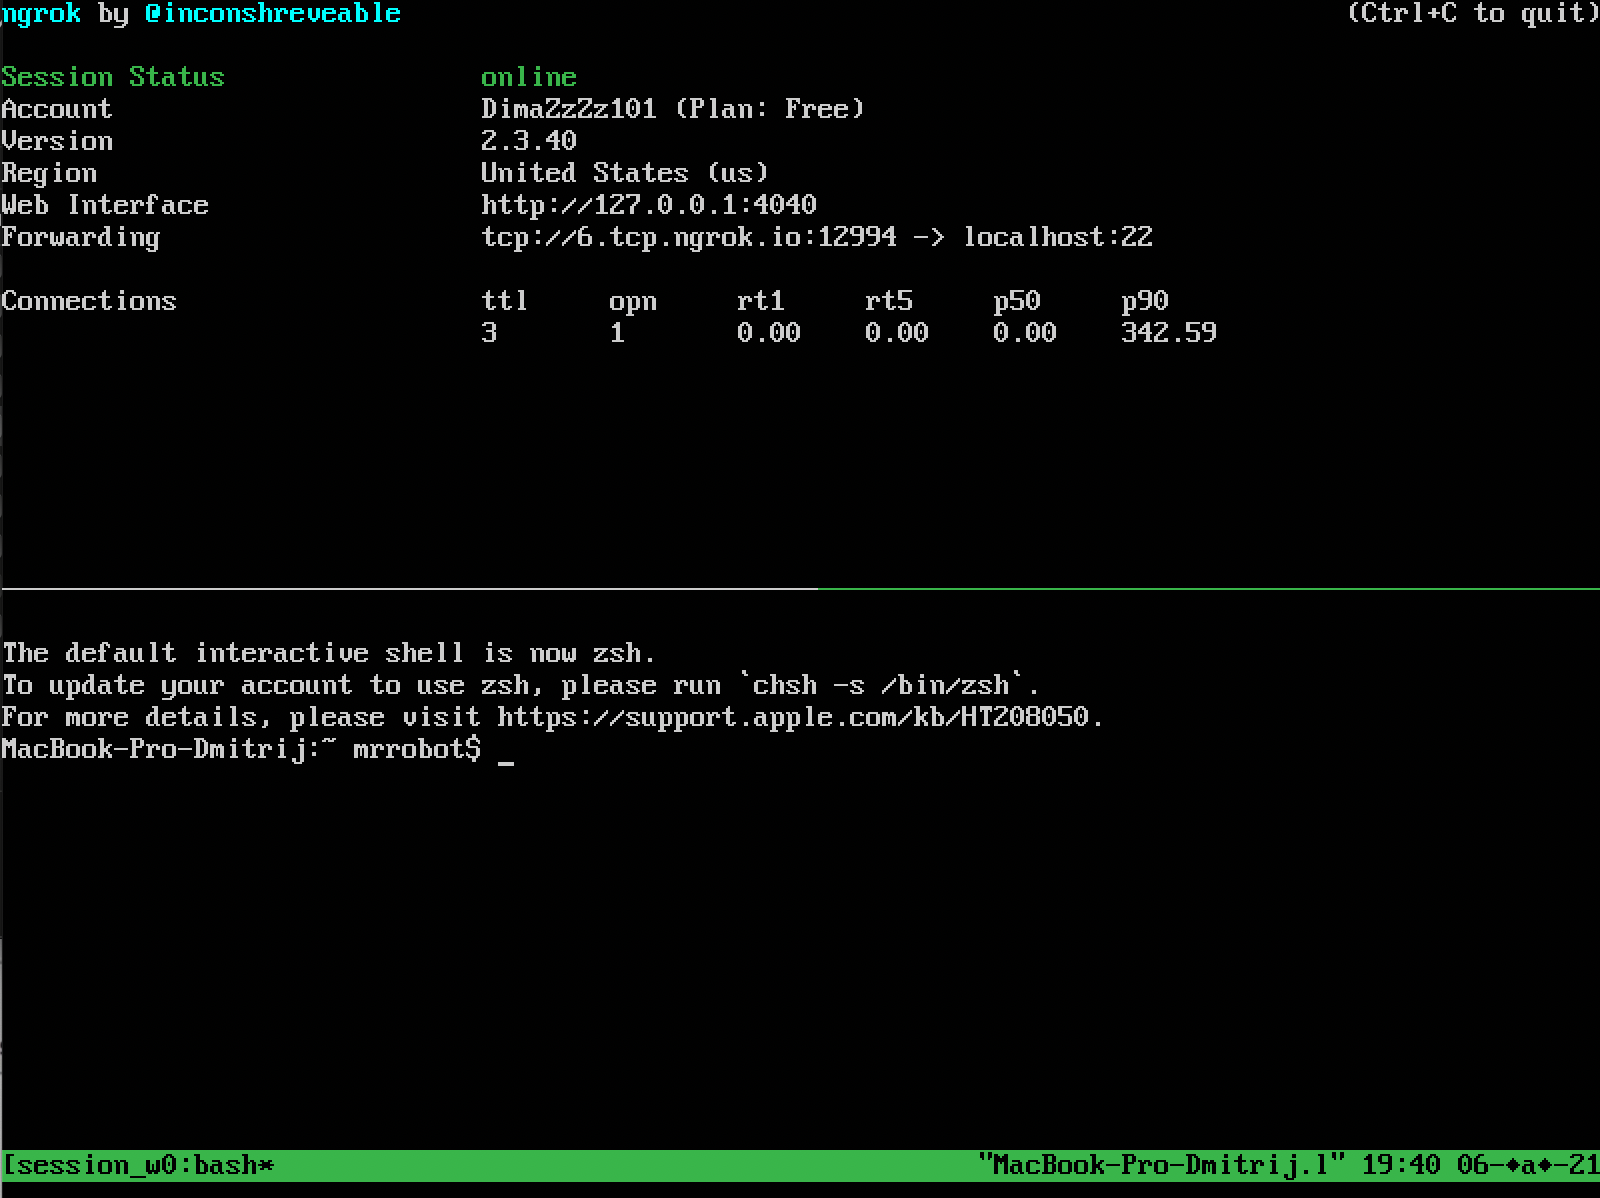 ngrok by @inconshreveable (Ctrl+C to quit)
Session Status online
Account DimaZzZz101 (Plan: Free)
Version 2.3.40
Region United States (us)
Web Interface http://127.0.0.1:4040
Forwarding tcp://6.tcp.ngrok.io:12994 -> localhost:22
Connections ttl opn rt1 rt5 p50 p90
3 1 0.00 0.00 0.00 342.59
The default interactive shell is now zsh.
To update your account to use zsh, please run `chsh -s /bin/zsh`.
For more details, please visit https://support.apple.com/kb/HT208050.
MacBook-Pro-Dmitrij:~ mrrobot$ _
[session_w0:bash* "MacBook-Pro-Dmitrij.l" 19:40 06-◆a◆-21